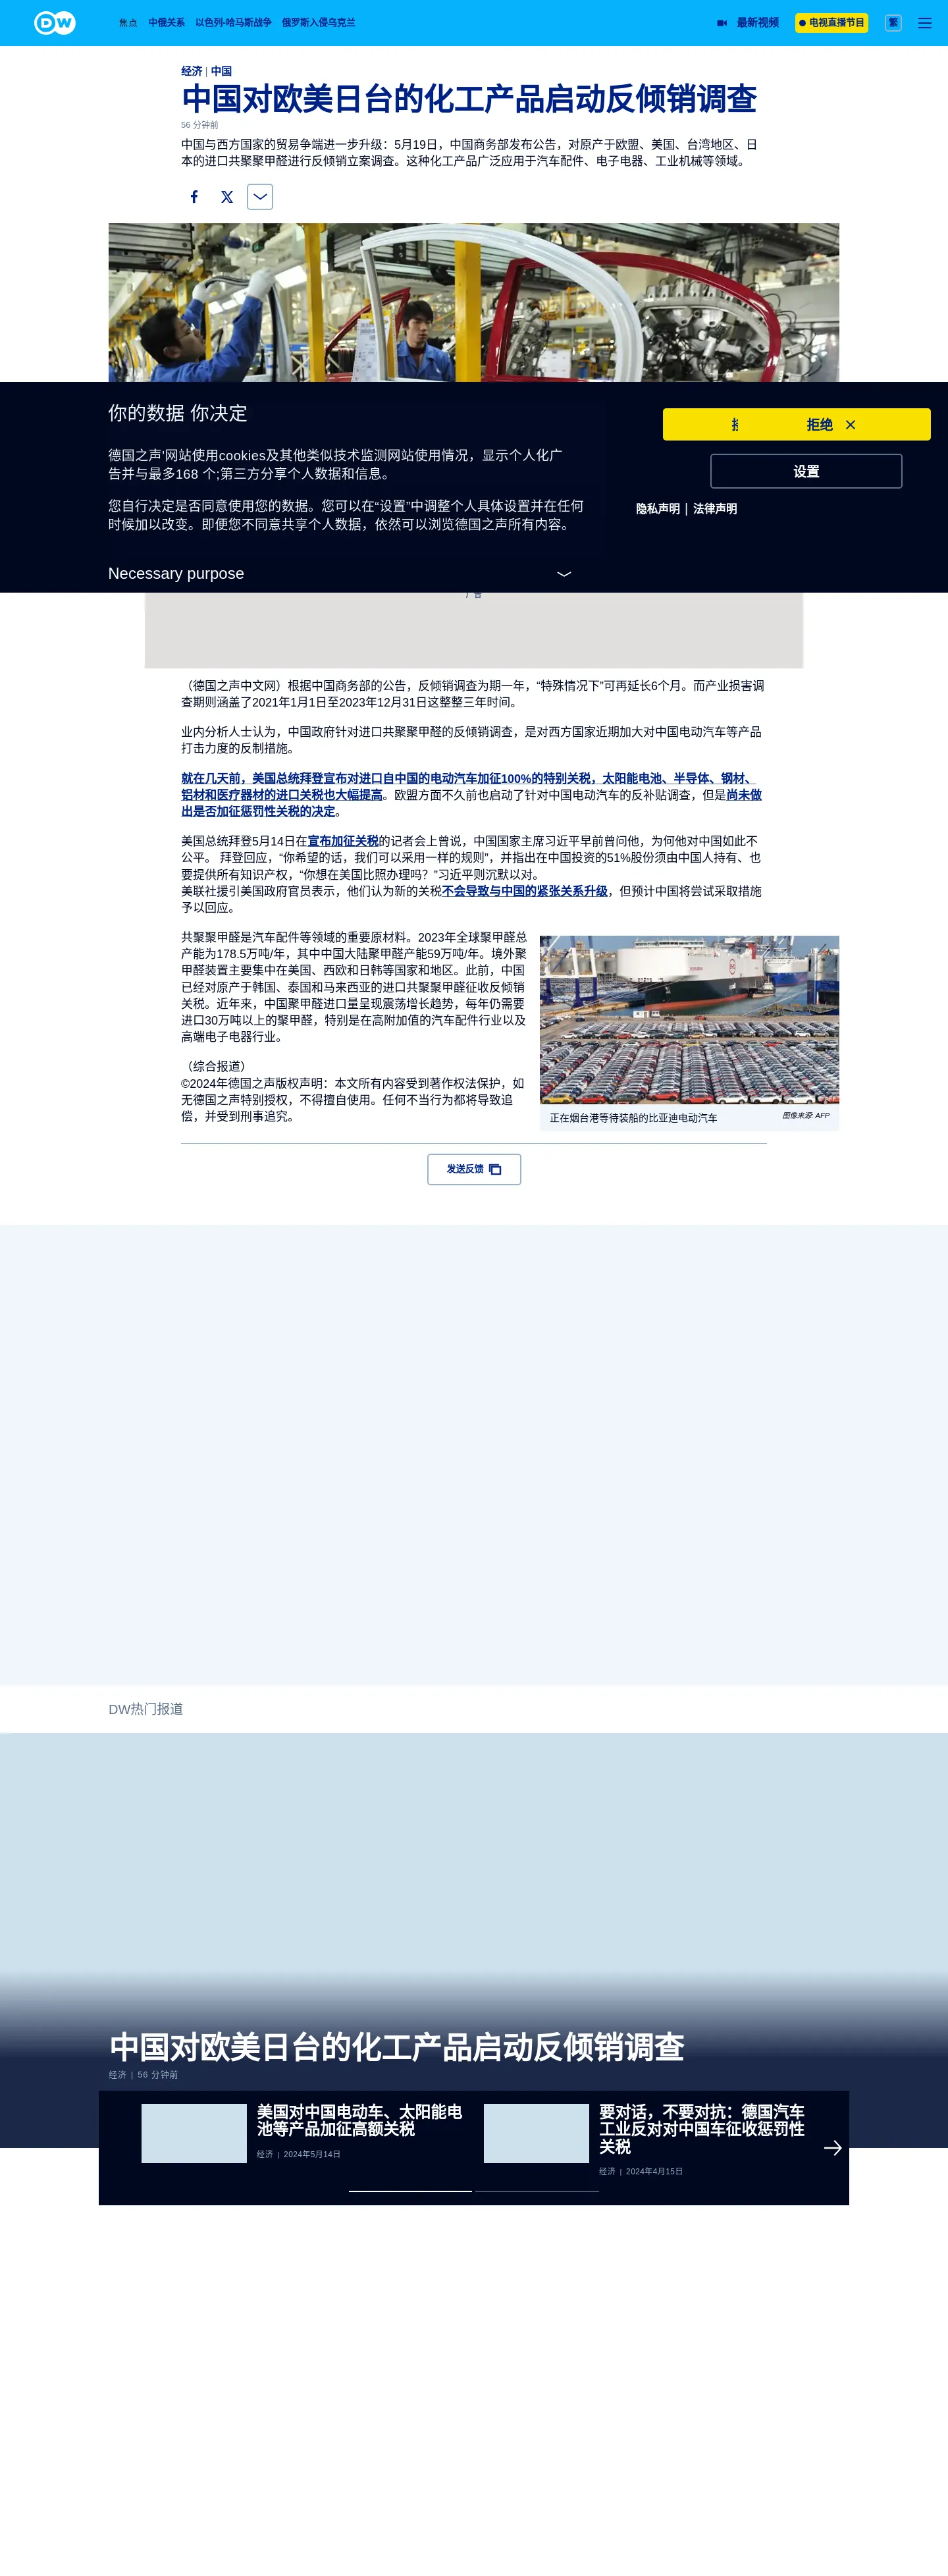 DW
焦点 中俄关系 以色列-哈马斯战争 俄罗斯入侵乌克兰
最新视频
电视直播节目
繁
经济 | 中国
中国对欧美日台的化工产品启动反倾销调查
56 分钟前
中国与西方国家的贸易争端进一步升级：5月19日，中国商务部发布公告，对原产于欧盟、美国、台湾地区、日
本的进口共聚聚甲醛进行反倾销立案调查。这种化工产品广泛应用于汽车配件、电子电器、工业机械等领域。
你的数据 你决定
德国之声'网站使用cookies及其他类似技术监测网站使用情况，显示个人化广
告并与最多168 个;第三方分享个人数据和信息。
您自行决定是否同意使用您的数据。您可以在“设置”中调整个人具体设置并在任何
时候加以改变。即便您不同意共享个人数据，依然可以浏览德国之声所有内容。
Necessary purpose
拒绝
设置
隐私声明 | 法律声明
广告
（德国之声中文网）根据中国商务部的公告，反倾销调查为期一年，“特殊情况下”可再延长6个月。而产业损害调
查期则涵盖了2021年1月1日至2023年12月31日这整整三年时间。
业内分析人士认为，中国政府针对进口共聚聚甲醛的反倾销调查，是对西方国家近期加大对中国电动汽车等产品
打击力度的反制措施。
就在几天前，美国总统拜登宣布对进口自中国的电动汽车加征100%的特别关税，太阳能电池、半导体、钢材、
铝材和医疗器材的进口关税也大幅提高。欧盟方面不久前也启动了针对中国电动汽车的反补贴调查，但是尚未做
出是否加征惩罚性关税的决定。
美国总统拜登5月14日在宣布加征关税的记者会上曾说，中国国家主席习近平早前曾问他，为何他对中国如此不
公平。 拜登回应，“你希望的话，我们可以采用一样的规则”，并指出在中国投资的51%股份须由中国人持有、也
要提供所有知识产权，“你想在美国比照办理吗？”习近平则沉默以对。
美联社援引美国政府官员表示，他们认为新的关税不会导致与中国的紧张关系升级，但预计中国将尝试采取措施
予以回应。
共聚聚甲醛是汽车配件等领域的重要原材料。2023年全球聚甲醛总
产能为178.5万吨/年，其中中国大陆聚甲醛产能59万吨/年。境外聚
甲醛装置主要集中在美国、西欧和日韩等国家和地区。此前，中国
已经对原产于韩国、泰国和马来西亚的进口共聚聚甲醛征收反倾销
关税。近年来，中国聚甲醛进口量呈现震荡增长趋势，每年仍需要
进口30万吨以上的聚甲醛，特别是在高附加值的汽车配件行业以及
高端电子电器行业。
正在烟台港等待装船的比亚迪电动汽车
图像来源: AFP
（综合报道）
©2024年德国之声版权声明：本文所有内容受到著作权法保护，如
无德国之声特别授权，不得擅自使用。任何不当行为都将导致追
偿，并受到刑事追究。
发送反馈
DW热门报道
中国对欧美日台的化工产品启动反倾销调查
经济 | 56 分钟前
美国对中国电动车、太阳能电
池等产品加征高额关税
经济 | 2024年5月14日
要对话，不要对抗：德国汽车
工业反对对中国车征收惩罚性
关税
经济 | 2024年4月15日